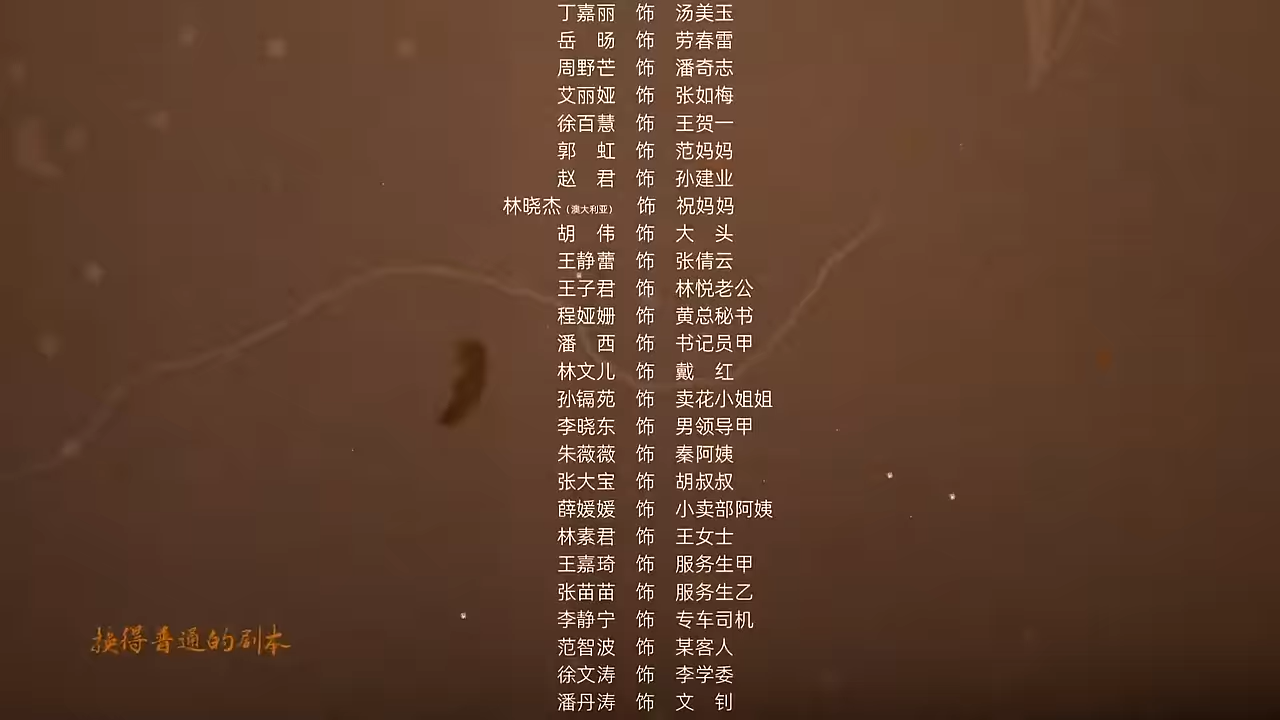 丁嘉丽 饰 汤美玉
岳 旸 饰 劳春雷
周野芒 饰 潘奇志
艾丽娅 饰 张如梅
徐百慧 饰 王贺一
郭 虹 饰 范妈妈
赵 君 饰 孙建业
林晓杰（澳大利亚） 饰 祝妈妈
胡 伟 饰 大 头
王静蕾 饰 张倩云
王子君 饰 林悦老公
程娅姗 饰 黄总秘书
潘 西 饰 书记员甲
林文儿 饰 戴 红
孙镉苑 饰 卖花小姐姐
李晓东 饰 男领导甲
朱薇薇 饰 秦阿姨
张大宝 饰 胡叔叔
薛媛媛 饰 小卖部阿姨
林素君 饰 王女士
王嘉琦 饰 服务生甲
张苗苗 饰 服务生乙
李静宁 饰 专车司机
范智波 饰 某客人
徐文涛 饰 李学委
潘丹涛 饰 文 钊
换得普通的剧本